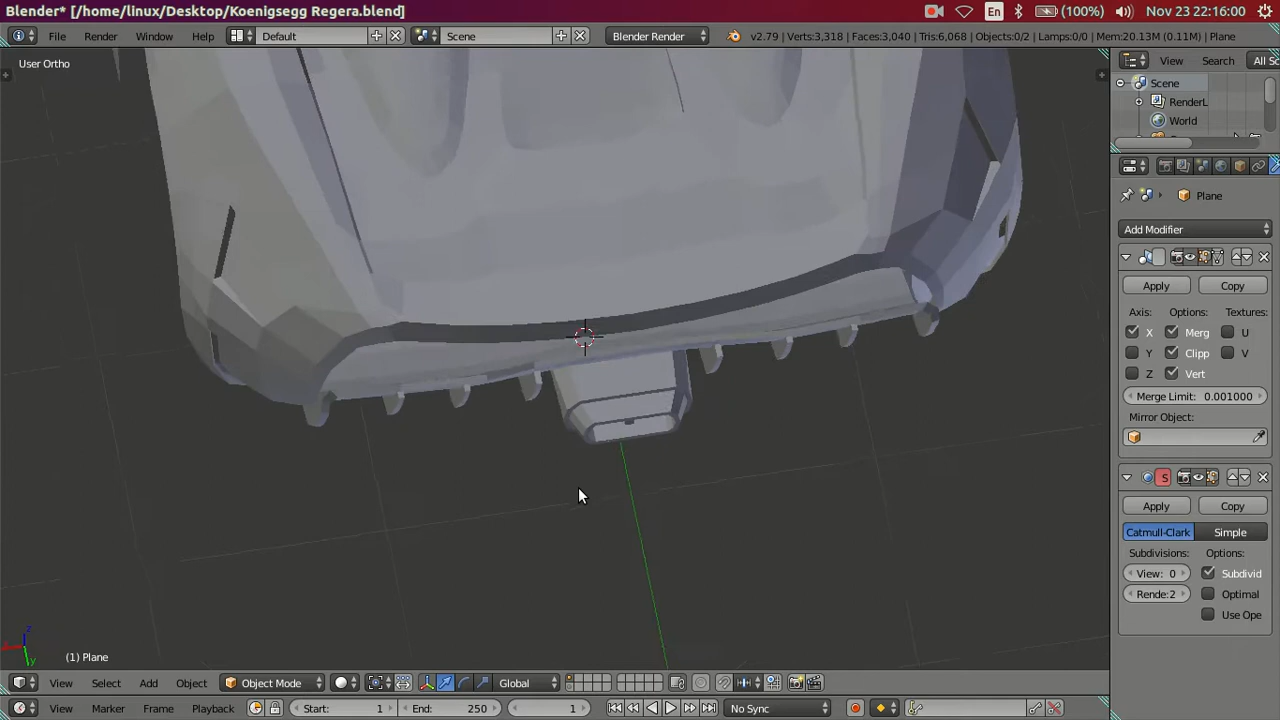 Blender* [/home/linux/Desktop/Koenigsegg Regera.blend] En (100%) Nov 23 22:16:00
File Render Window Help Default Scene Blender Render v2.79 | Verts:3,318 | Faces:3,040 | Tris:6,068 | Objects:0/2 | Lamps:0/0 | Mem:20.13M (0.11M) | Plane
User Ortho
View Search All Sc
Scene
RenderL
World
Plane
Add Modifier
Apply Copy
Axis: Merg Options: Textures:
X Merg U
Y Clipp V
Z Vert
Merge Limit: 0.001000
Mirror Object:
S
Apply Copy
Catmull-Clark Simple
Subdivisions: Options:
View: 0 Subdivid
Rende:2 Optimal
Use Ope
z
x
y
(1) Plane
View Select Add Object Object Mode Global
View Marker Frame Playback Start: 1 End: 250 1 No Sync